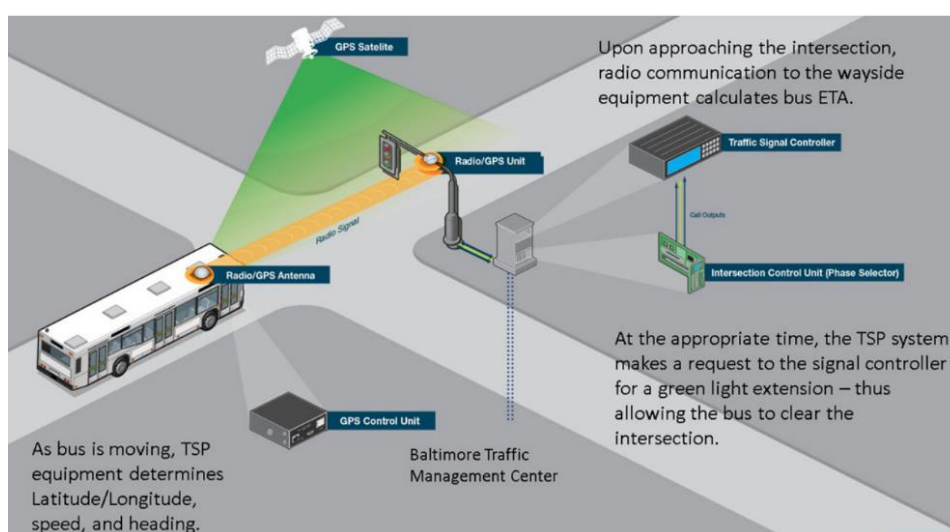 GPS Satelite
Upon approaching the intersection,
radio communication to the wayside
equipment calculates bus ETA.
Traffic Signal Controller
Radio/GPS Unit
Call Outputs
Radio Signal
Radio/GPS Antenna
Intersection Control Unit (Phase Selector)
At the appropriate time, the TSP system
makes a request to the signal controller
for a green light extension – thus
allowing the bus to clear the
intersection.
GPS Control Unit
As bus is moving, TSP
equipment determines
Latitude/Longitude,
speed, and heading.
Baltimore Traffic
Management Center